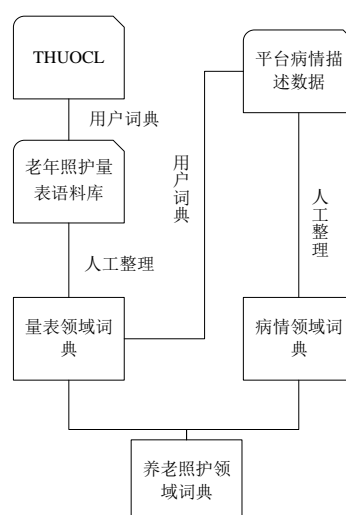 THUOCL
平台病情描
述数据
用户词典
用户词典
老年照护量
表语料库
人工整理
人工整理
量表领域词
典
病情领域词
典
养老照护领
域词典